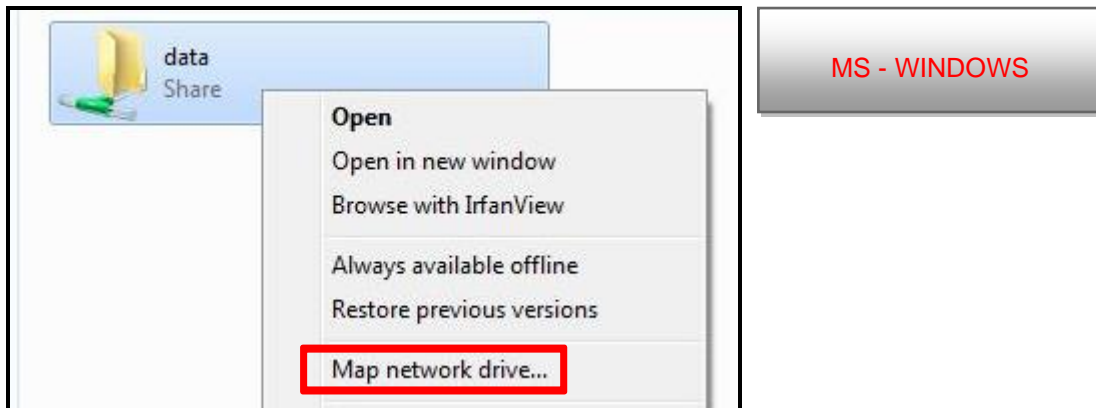 data
Share
Open
Open in new window
Browse with IrfanView
Always available offline
Restore previous versions
Map network drive...
MS - WINDOWS